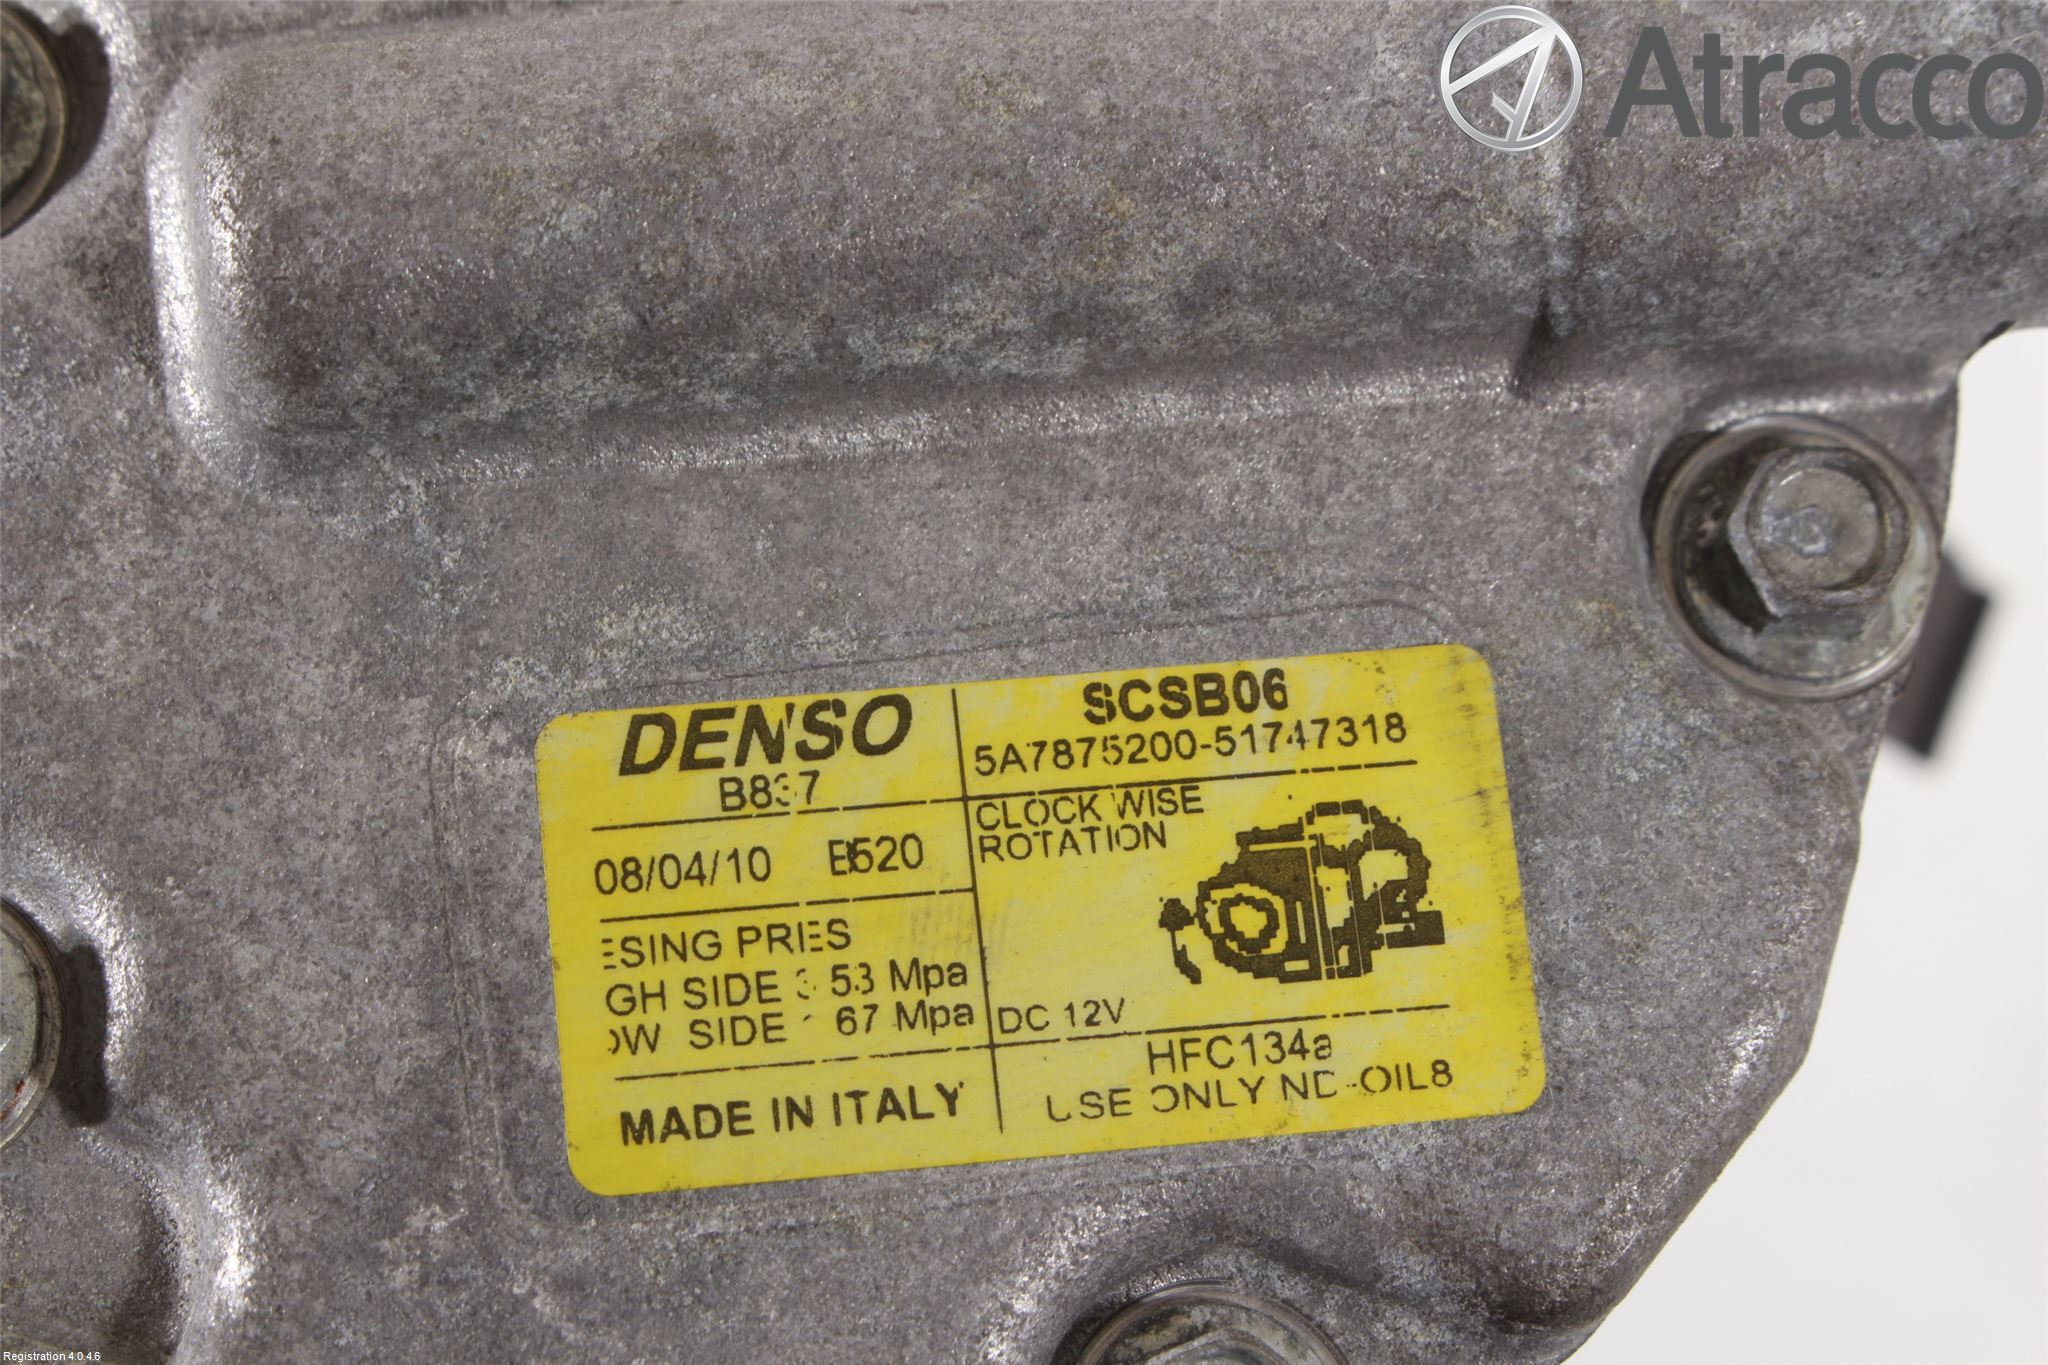 Atracco
DENSO
B837
08/04/10
SCSB06
5A7875200-51747318
CLOCK WISE
ROTATION
ESING PRES
GH SIDE 3 53 Mpa
OW SIDE 67 Mpa
DC 12V
HFC134a
USE ONLY ND-OIL8
MADE IN ITALY
Registration 4.0.4.6